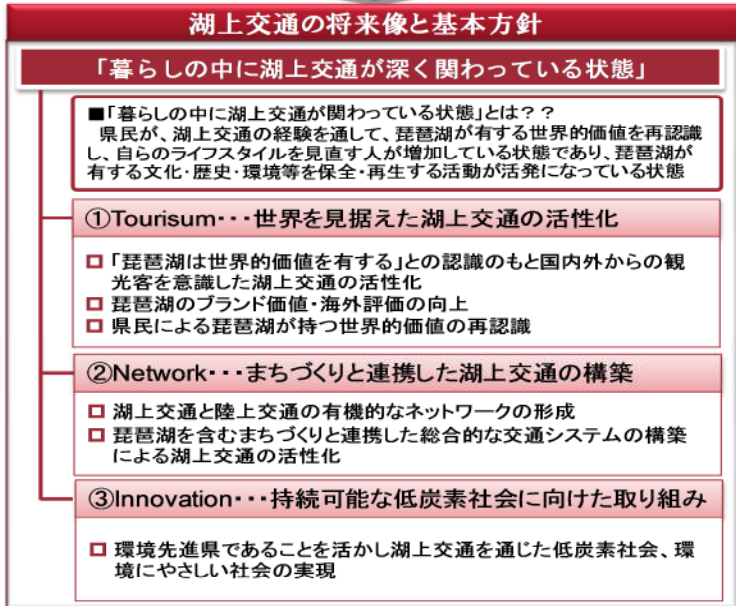 湖上交通の将来像と基本方針
「暮らしの中に湖上交通が深く関わっている状態」
■「暮らしの中に湖上交通が関わっている状態」とは？？
県民が、湖上交通の経験を通して、琵琶湖が有する世界的価値を再認識
し、自らのライフスタイルを見直す人が増加している状態であり、琵琶湖が
有する文化・歴史・環境等を保全・再生する活動が活発になっている状態
①Tourisum・・・世界を見据えた湖上交通の活性化
□「琵琶湖は世界的価値を有する」との認識のもと国内外からの観
光客を意識した湖上交通の活性化
□ 琵琶湖のブランド価値・海外評価の向上
□ 県民による琵琶湖が持つ世界的価値の再認識
②Network・・・まちづくりと連携した湖上交通の構築
□ 湖上交通と陸上交通の有機的なネットワークの形成
□ 琵琶湖を含むまちづくりと連携した総合的な交通システムの構築
による湖上交通の活性化
③Innovation・・・持続可能な低炭素社会に向けた取り組み
□ 環境先進県であることを活かし湖上交通を通じた低炭素社会、環
境にやさしい社会の実現